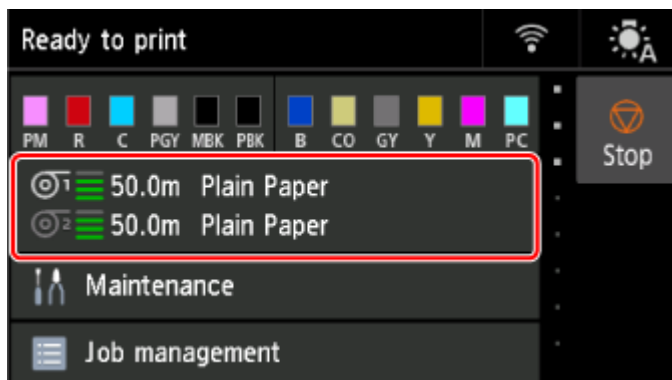 Ready to print
A
PM R C PGY MBK PBK B CO GY Y M PC
Stop
1 50.0m Plain Paper
2 50.0m Plain Paper
Maintenance
Job management